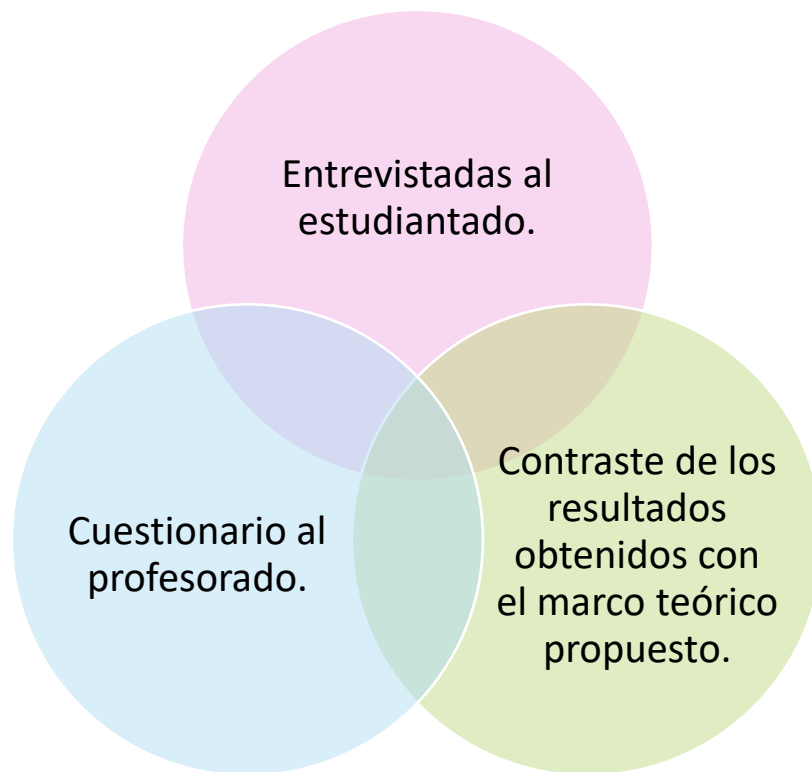 Entrevistadas al
estudiantado.
Cuestionario al
profesorado.
Contraste de los
resultados
obtenidos con
el marco teórico
propuesto.